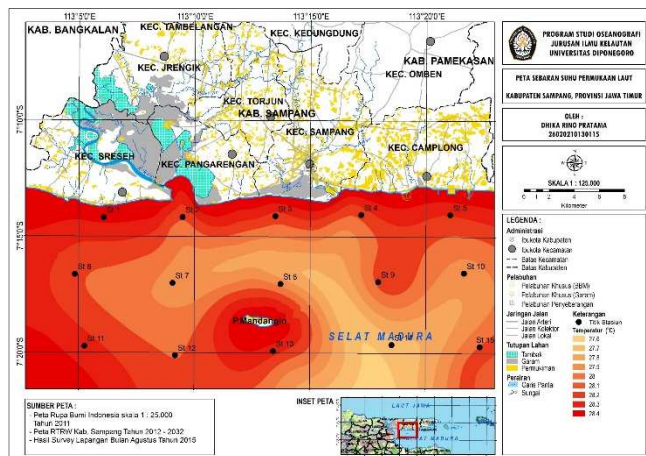 113°5'0"E
113°10'0"E
113°15'0"E
113°20'0"E
KAB. BANGKALAN
KEC. TAMBELANGAN
KEC. KEDUNGDUNG
KAB. PAMEKASAN
KEC. JRENGIK
KEC. OMBEN
KEC. TORJUN
KAB. SAMPANG
KEC. SAMPANG
KEC. SRESEH
KEC. PANGARENGAN
KEC. CAMPLONG
7°10'0"S
7°15'0"S
7°20'0"S
St 4
St 5
St 8
St 7
St 9
St 10
P.Mandangin
SELAT MADURA
St 11
St 12
St 13
St 15
PROGRAM STUDI OSEANOGRAFI
JURUSAN ILMU KELAUTAN
UNIVERSITAS DIPONEGORO
PETA SEBARAN SUHU PERMUKAAN LAUT
KABUPATEN SAMPANG, PROVINSI JAWA TIMUR
OLEH :
DHIKA RINO PRATAMA
26020210130115
SKALA 1 : 125.000
Kilometer
LEGENDA :
Administrasi
Ibukota Kabupaten
Ibukota Kecamatan
Batas Kecamatan
Batas Kabupaten
Pelabuhan
Pelabuhan Khusus (BBM)
Pelabuhan Khusus (Garam)
Pelabuhan Penyeberangan
Jaringan Jalan
Jalan Arteri
Jalan Kolektor
Jalan Lokal
Tutupan Lahan
Tambak
Garam
Permukiman
Perairan
Garis Pantai
Sungai
Keterangan
Titik Stasiun
Temperatur (°C)
27.6
27.7
27.8
27.9
28
28.1
28.2
28.3
28.4
SUMBER PETA :
- Peta Rupa Bumi Indonesia skala 1 : 25.000
Tahun 2011
- Peta RTRW Kab. Sampang Tahun 2012 - 2032
- Hasil Survey Lapangan Bulan Agustus Tahun 2015
INSET PETA
LAUT JAWA
SELAT MADURA